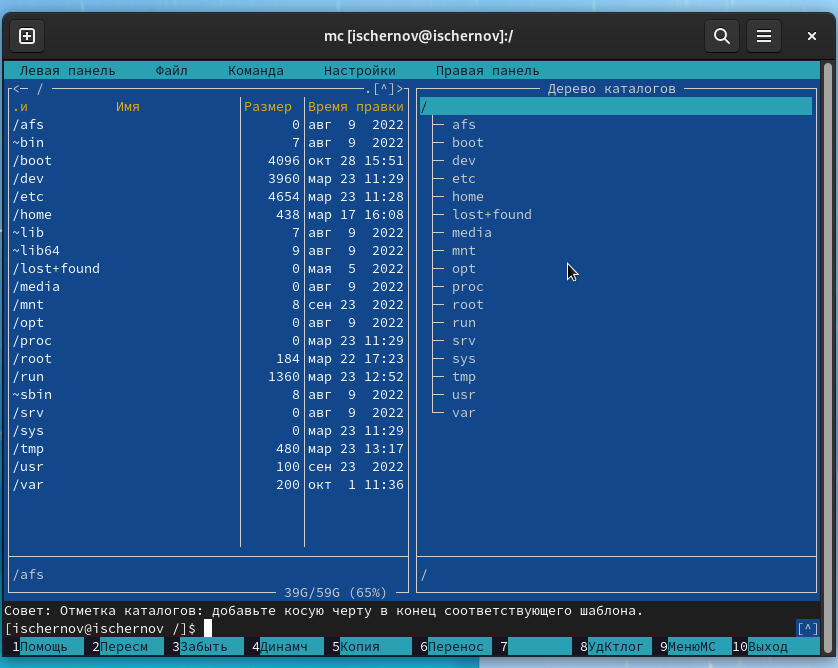 mc [ischernov@ischernov]:/
Левая панель Файл Команда Настройки Правая панель
<─ / .[^]>
.и Имя Размер Время правки
/afs 0 авг 9 2022
~bin 7 авг 9 2022
/boot 4096 окт 28 15:51
/dev 3960 мар 23 11:29
/etc 4654 мар 23 11:28
/home 438 мар 17 16:08
~lib 7 авг 9 2022
~lib64 9 авг 9 2022
/lost+found 0 мая 5 2022
/media 0 авг 9 2022
/mnt 8 сен 23 2022
/opt 0 авг 9 2022
/proc 0 мар 23 11:29
/root 184 мар 22 17:23
/run 1360 мар 23 12:52
~sbin 8 авг 9 2022
/srv 0 авг 9 2022
/sys 0 мар 23 11:29
/tmp 480 мар 23 13:17
/usr 100 сен 23 2022
/var 200 окт 1 11:36
/afs
39G/59G (65%)
Дерево каталогов
/
afs
boot
dev
etc
home
lost+found
media
mnt
opt
proc
root
run
srv
sys
tmp
usr
var
/
Совет: Отметка каталогов: добавьте косую черту в конец соответствующего шаблона.
[ischernov@ischernov /]$ [^]
1Помощь 2Пересм 3Забыть 4Динамч 5Копия 6Перенос 7 8УдКтлог 9МенюMC 10Выход